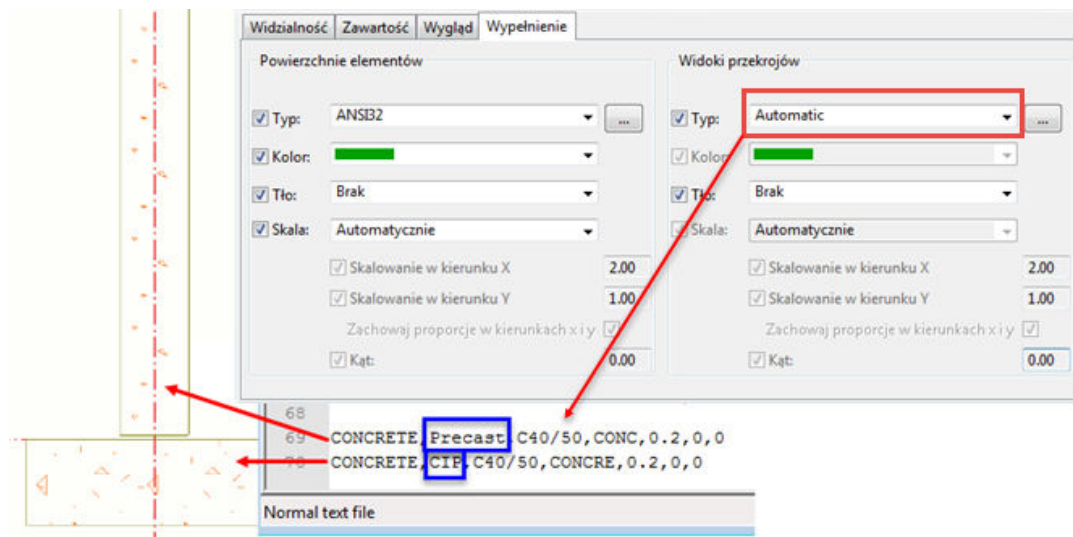 Widzialność Zawartość Wygląd Wypełnienie
Powierzchnie elementów Widoki przekrojów
Typ: ANSI32 ... Typ: Automatic ...
Kolor: Kolor:
Tło: Brak Tło: Brak
Skala: Automatycznie Skala: Automatycznie
Skalowanie w kierunku X 2.00 Skalowanie w kierunku X 2.00
Skalowanie w kierunku Y 1.00 Skalowanie w kierunku Y 1.00
Zachowaj proporcje w kierunkach x i y Zachowaj proporcje w kierunkach x i y
Kąt: 0.00 Kąt: 0.00
68
69 CONCRETE,Precast,C40/50,CONC,0.2,0,0
70 CONCRETE,CIP,C40/50,CONCRE,0.2,0,0
Normal text file